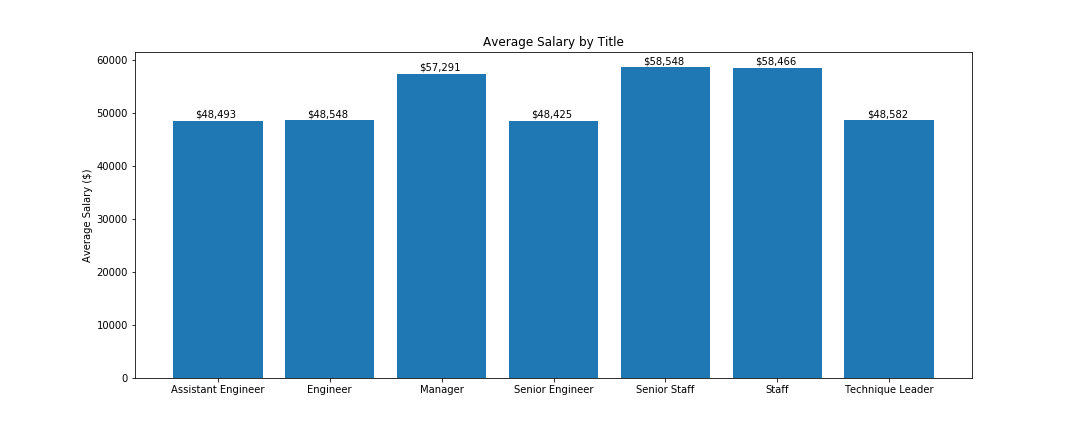 Average Salary by Title
Average Salary ($)
60000
50000
40000
30000
20000
10000
0
$48,493
$48,548
$57,291
$48,425
$58,548
$58,466
$48,582
Assistant Engineer
Engineer
Manager
Senior Engineer
Senior Staff
Staff
Technique Leader